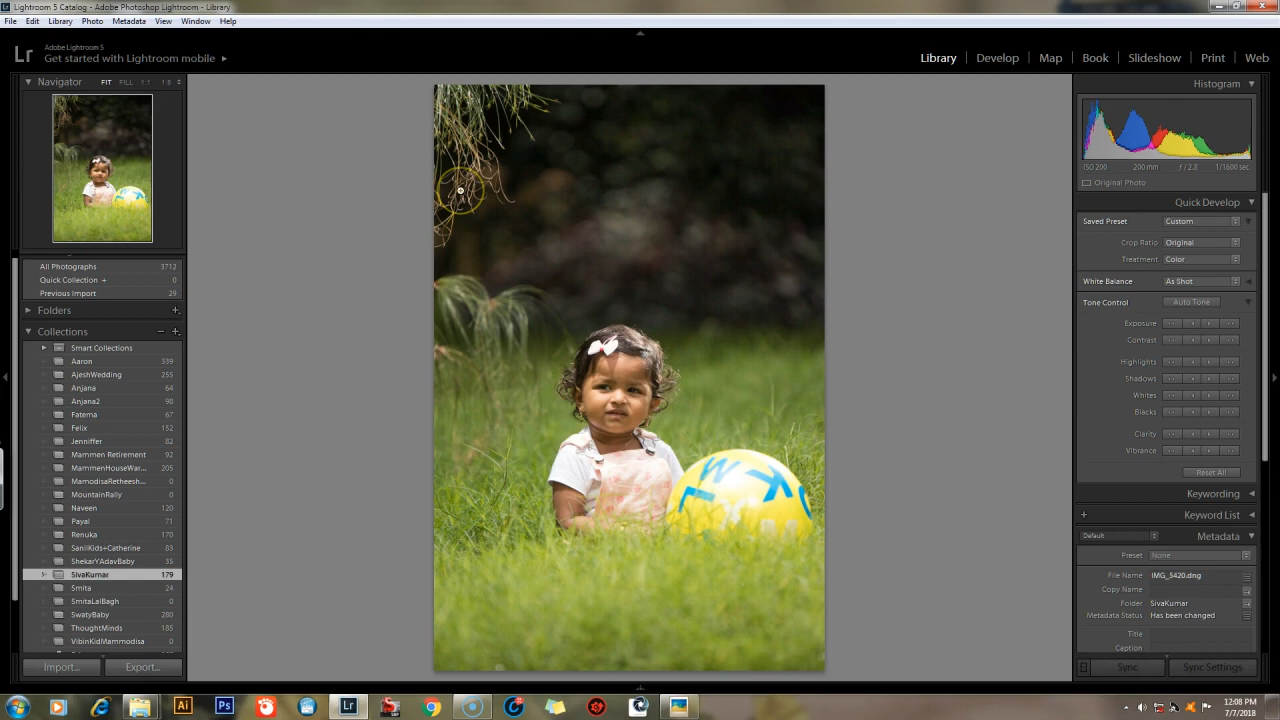 Lightroom 5 Catalog - Adobe Photoshop Lightroom - Library
File Edit Library Photo Metadata View Window Help
Lr
Adobe Lightroom 5
Get started with Lightroom mobile
Library | Develop | Map | Book | Slideshow | Print | Web
Navigator FIT FILL 1:1 1:8
All Photographs 3712
Quick Collection + 0
Previous Import 29
Folders
Collections
Smart Collections
Aaron 339
AjeshWedding 255
Anjana 64
Anjana2 98
Fatema 67
Felix 152
Jenniffer 82
Mammen Retirement 92
MammenHouseWar... 205
MamodisaRetheesh... 0
MountainRally 0
Naveen 120
Payal 71
Renuka 170
SanilKids+Catherine 83
ShekarYAdavBaby 35
SivaKumar 179
Smita 24
SmitaLalBagh 0
SwatyBaby 280
ThoughtMinds 185
VibinKidMammodisa 0
Import...
Export...
Histogram
ISO 200 200 mm ƒ / 2.8 1/1600 sec
Original Photo
Quick Develop
Saved Preset Custom
Crop Ratio Original
Treatment Color
White Balance As Shot
Tone Control Auto Tone
Exposure
Contrast
Highlights
Shadows
Whites
Blacks
Clarity
Vibrance
Reset All
Keywording
+ Keyword List
Default Metadata
Preset None
File Name IMG_5420.dng
Copy Name
Folder SivaKumar
Metadata Status Has been changed
Title
Caption
Sync
Sync Settings
Ai
Ps
Lr
12:08 PM
7/7/2018